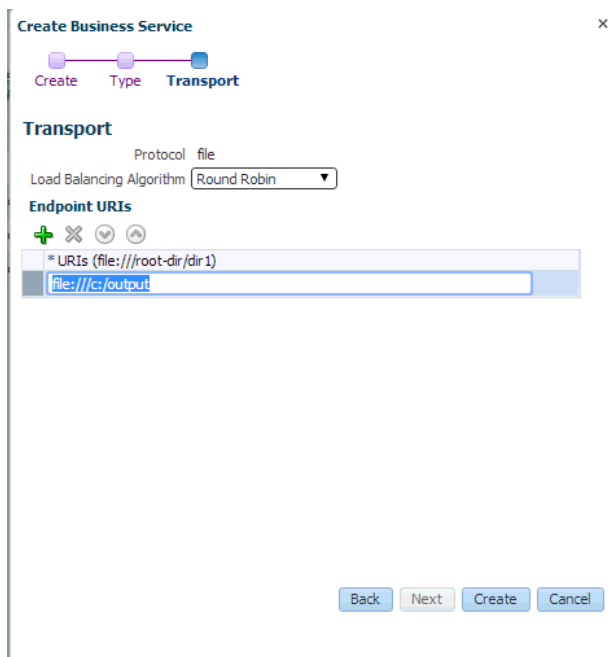 Create Business Service
Create Type Transport
Transport
Protocol file
Load Balancing Algorithm Round Robin
Endpoint URIs
* URIs (file:///root-dir/dir1)
file:///c:/output
Back Next Create Cancel